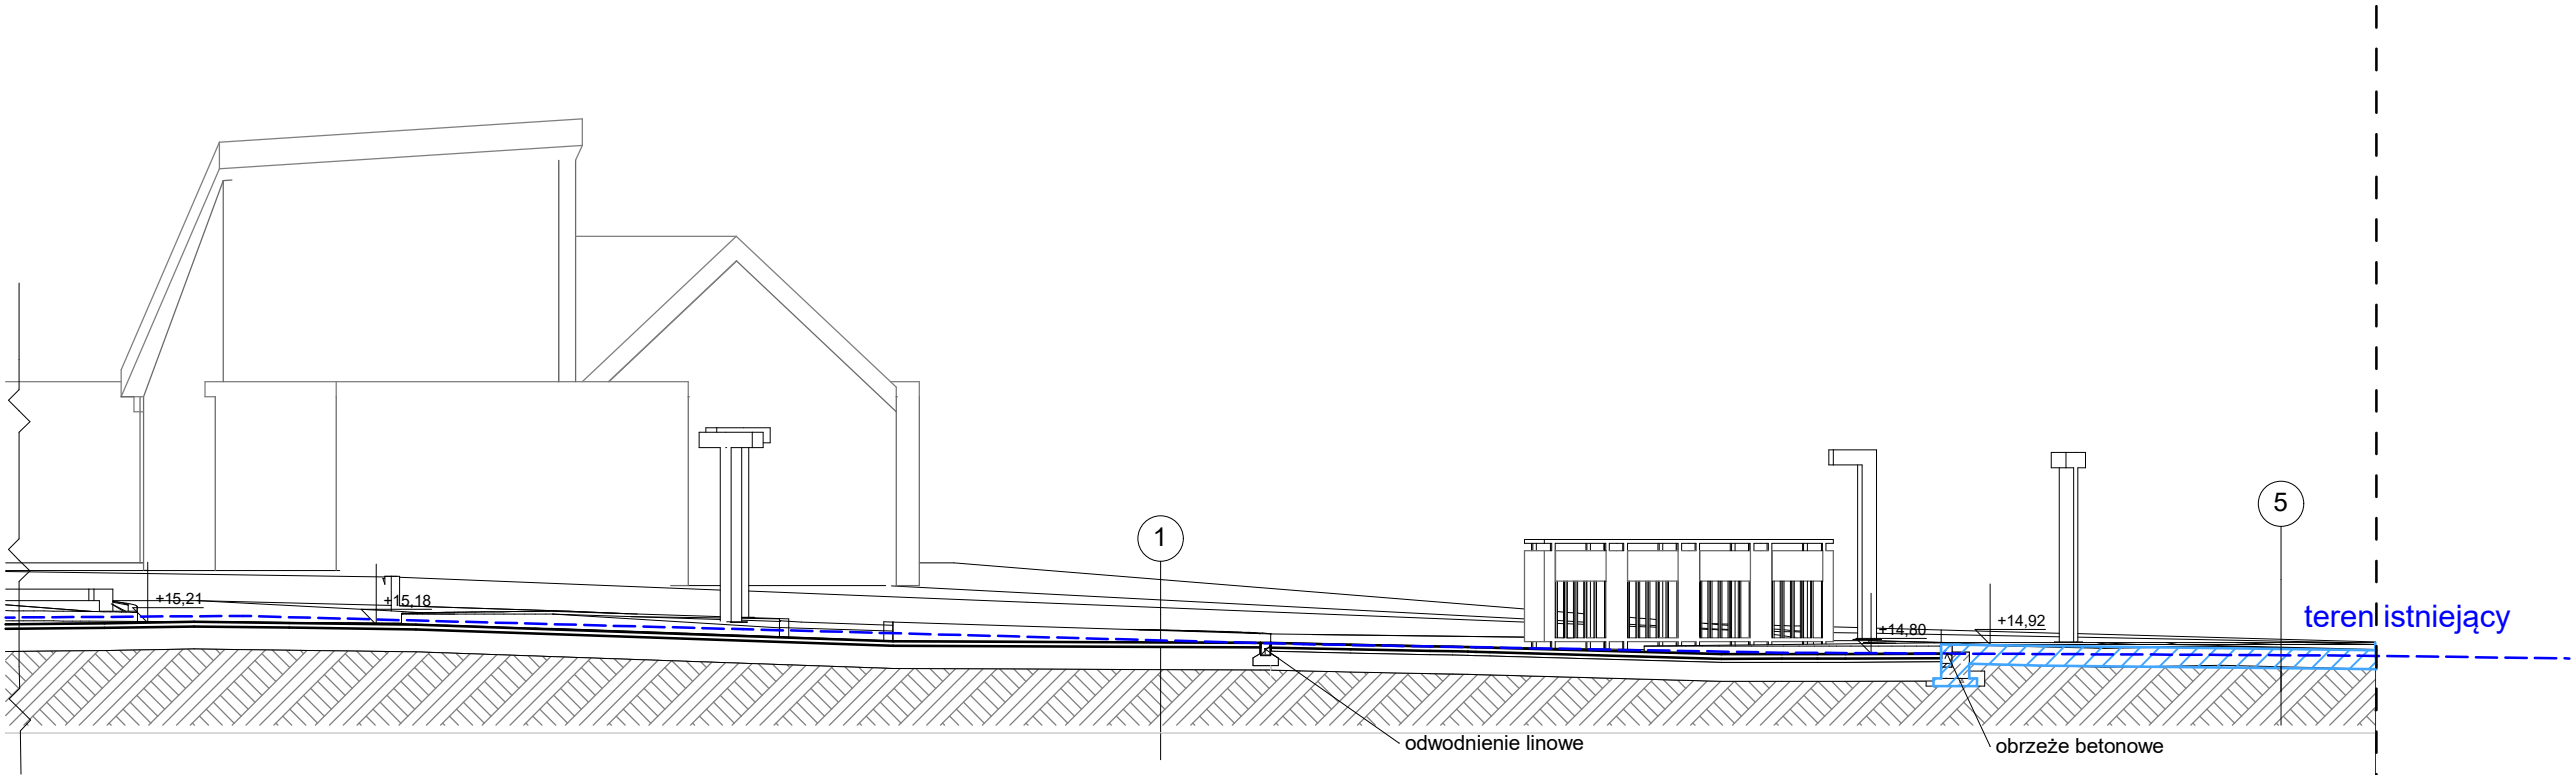 5
1
+15,21
+15,18
+14,80
+14,92
teren istniejący
odwodnienie linowe
obrzeże betonowe